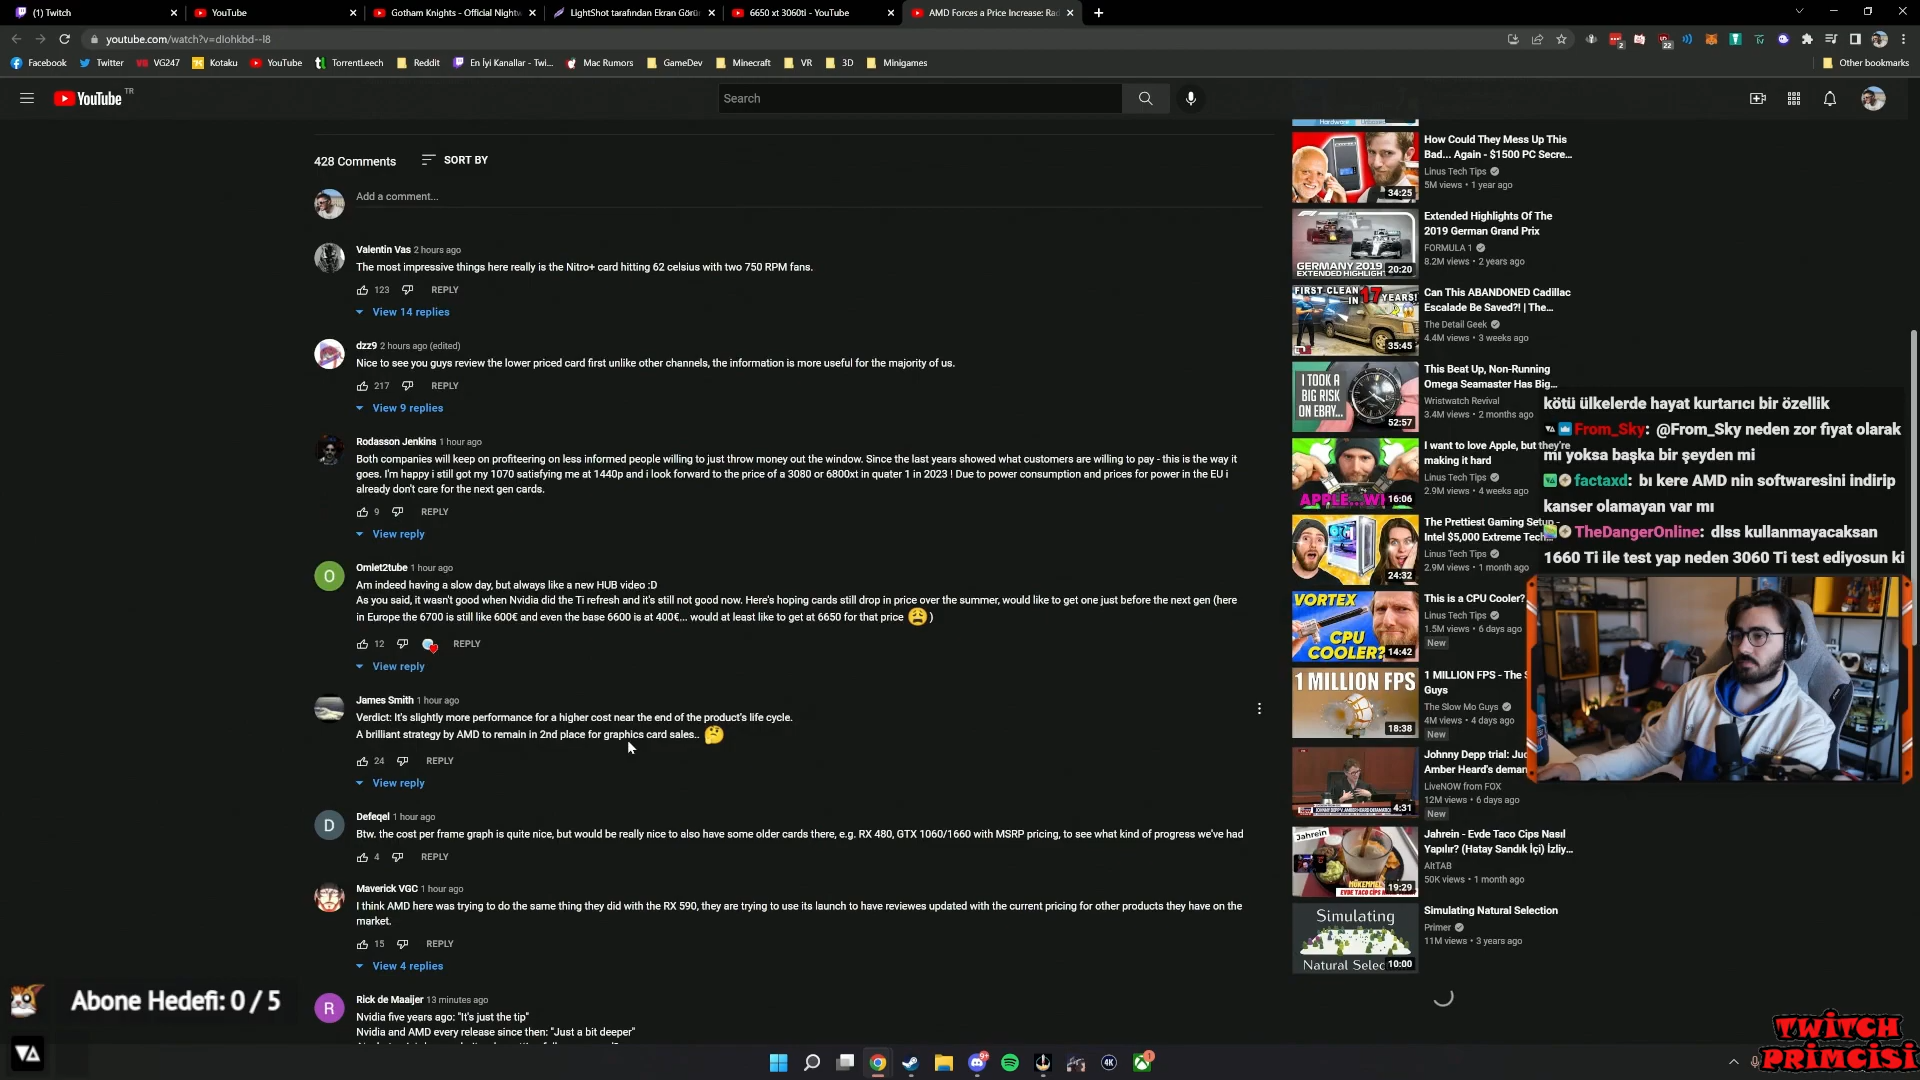 (1) Twitch
YouTube
Gotham Knights - Official Nightw
LightShot tarafından Ekran Görün
6650 xt 3060ti - YouTube
AMD Forces a Price Increase: Rad
youtube.com/watch?v=dIohkbd--I8
Facebook
Twitter
VG247
Kotaku
YouTube
TorrentLeech
Reddit
En İyi Kanallar - Twi...
Mac Rumors
GameDev
Minecraft
VR
3D
Minigames
Other bookmarks
YouTube TR
Search
428 Comments
SORT BY
Add a comment...
Valentin Vas 2 hours ago
The most impressive things here really is the Nitro+ card hitting 62 celsius with two 750 RPM fans.
123 REPLY
View 14 replies
dzz9 2 hours ago (edited)
Nice to see you guys review the lower priced card first unlike other channels, the information is more useful for the majority of us.
217 REPLY
View 9 replies
Rodasson Jenkins 1 hour ago
Both companies will keep on profiteering on less informed people willing to just throw money out the window. Since the last years showed what customers are willing to pay - this is the way it
goes. I'm happy i still got my 1070 satisfying me at 1440p and i look forward to the price of a 3080 or 6800xt in quater 1 in 2023 ! Due to power consumption and prices for power in the EU i
already don't care for the next gen cards.
9 REPLY
View reply
O
Omlet2tube 1 hour ago
Am indeed having a slow day, but always like a new HUB video :D
As you said, it wasn't good when Nvidia did the Ti refresh and it's still not good now. Here's hoping cards still drop in price over the summer, would like to get one just before the next gen (here
in Europe the 6700 is still like 600€ and even the base 6600 is at 400€... would at least like to get at 6650 for that price 😩 )
12 REPLY
View reply
James Smith 1 hour ago
Verdict: It's slightly more performance for a higher cost near the end of the product's life cycle.
A brilliant strategy by AMD to remain in 2nd place for graphics card sales.. 🤔
24 REPLY
View reply
D
Defeqel 1 hour ago
Btw. the cost per frame graph is quite nice, but would be really nice to also have some older cards there, e.g. RX 480, GTX 1060/1660 with MSRP pricing, to see what kind of progress we've had
4 REPLY
Maverick VGC 1 hour ago
I think AMD here was trying to do the same thing they did with the RX 590, they are trying to use its launch to have reviewes updated with the current pricing for other products they have on the
market.
15 REPLY
View 4 replies
R
Rick de Maaijer 13 minutes ago
Nvidia five years ago: "It's just the tip"
Nvidia and AMD every release since then: "Just a bit deeper"
34:25
How Could They Mess Up This
Bad... Again - $1500 PC Secre...
Linus Tech Tips
5M views • 1 year ago
GERMANY 2019
EXTENDED HIGHLIGH
20:20
Extended Highlights Of The
2019 German Grand Prix
FORMULA 1
8.2M views • 2 years ago
FIRST CLEAN
IN 17 YEARS!
35:45
Can This ABANDONED Cadillac
Escalade Be Saved?! | The...
The Detail Geek
4.4M views • 3 weeks ago
I TOOK A
BIG RISK
ON EBAY...
52:57
This Beat Up, Non-Running
Omega Seamaster Has Big...
Wristwatch Revival
3.4M views • 2 months ago
16:06
I want to love Apple, but they're
making it hard
Linus Tech Tips
2.9M views • 4 weeks ago
24:32
The Prettiest Gaming Setup -
Intel $5,000 Extreme Tech...
Linus Tech Tips
2.9M views • 1 month ago
VORTEX
CPU
COOLER?
14:42
This is a CPU Cooler?
Linus Tech Tips
1.5M views • 6 days ago
New
1 MILLION FPS
18:38
1 MILLION FPS - The S
Guys
The Slow Mo Guys
4M views • 4 days ago
New
4:31
Johnny Depp trial: Jud
Amber Heard's deman
LiveNOW from FOX
12M views • 6 days ago
New
Jahrein
19:29
Jahrein - Evde Taco Cips Nasıl
Yapılır? (Hatay Sandık İçi) İzliy...
AltTAB
50K views • 1 month ago
Simulating
Natural Selec
10:00
Simulating Natural Selection
Primer
11M views • 3 years ago
kötü ülkelerde hayat kurtarıcı bir özellik
From_Sky: @From_Sky neden zor fiyat olarak
mı yoksa başka bir şeyden mi
factaxd: bı kere AMD nin softwaresini indirip
kanser olamayan var mı
TheDangerOnline: dlss kullanmayacaksan
1660 Ti ile test yap neden 3060 Ti test ediyosun ki
Abone Hedefi: 0 / 5
TWITCH
PRIMCISI